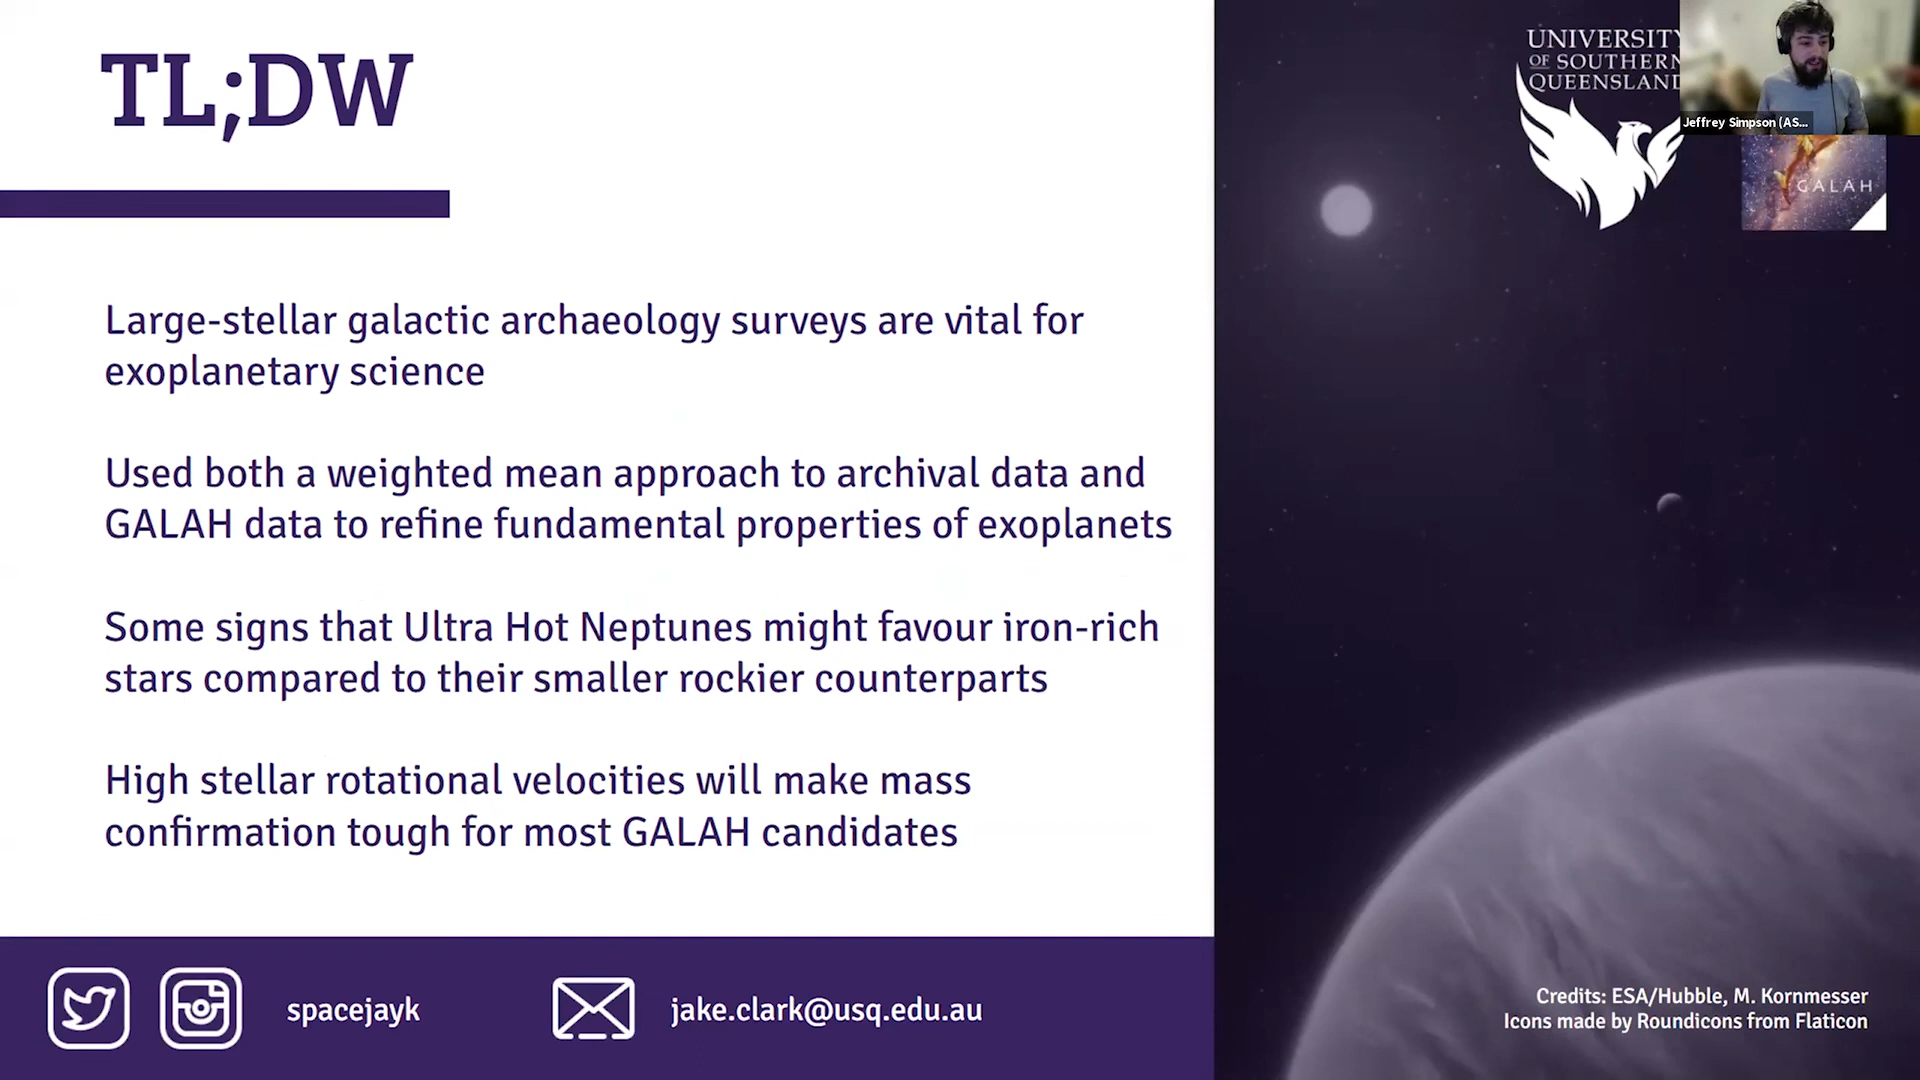 TL;DW
UNIVERSITY
OF SOUTHERN
QUEENSLAND
Jeffrey Simpson (AS...
GALAH
Large-stellar galactic archaeology surveys are vital for
exoplanetary science
Used both a weighted mean approach to archival data and
GALAH data to refine fundamental properties of exoplanets
Some signs that Ultra Hot Neptunes might favour iron-rich
stars compared to their smaller rockier counterparts
High stellar rotational velocities will make mass
confirmation tough for most GALAH candidates
spacejayk
jake.clark@usq.edu.au
Credits: ESA/Hubble, M. Kornmesser
Icons made by Roundicons from Flaticon